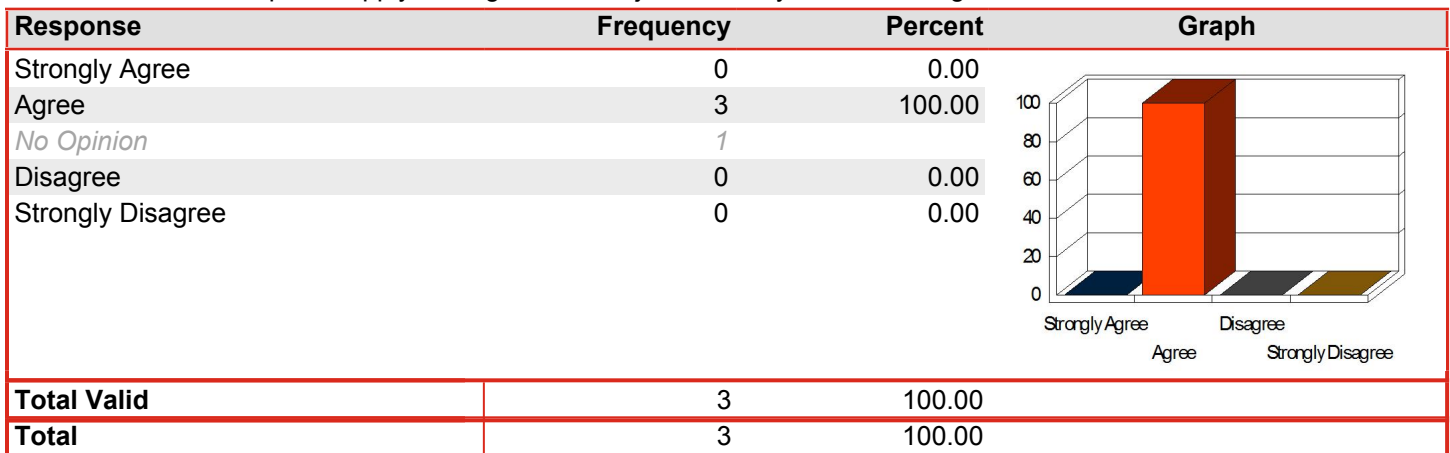 Response Frequency Percent Graph
Strongly Agree 0 0.00
Agree 3 100.00
No Opinion 1
Disagree 0 0.00
Strongly Disagree 0 0.00
100
80
60
40
20
0
Strongly Agree Disagree
Agree Strongly Disagree
Total Valid 3 100.00
Total 3 100.00